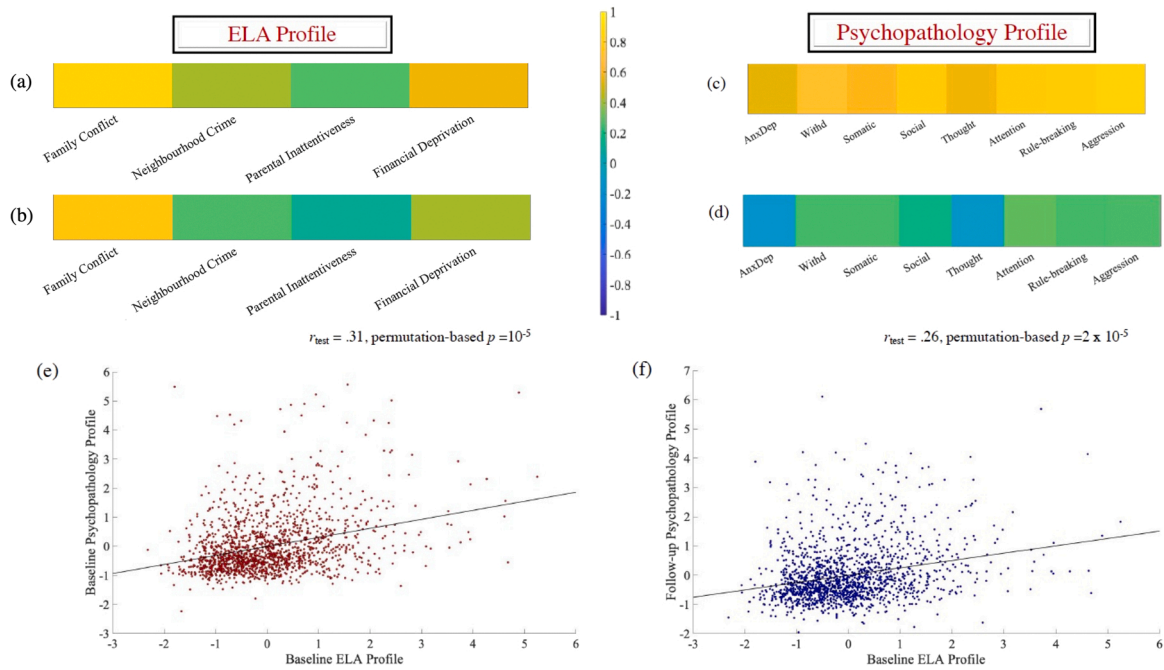 ELA Profile
Psychopathology Profile
1
0.8
0.6
0.4
0.2
0
-0.2
-0.4
-0.6
-0.8
-1
(a)
Family Conflict
Neighbourhood Crime
Parental Inattentiveness
Financial Deprivation
(c)
AnxDep
Withd
Somatic
Social
Thought
Attention
Rule-breaking
Aggression
(b)
Family Conflict
Neighbourhood Crime
Parental Inattentiveness
Financial Deprivation
(d)
AnxDep
Withd
Somatic
Social
Thought
Attention
Rule-breaking
Aggression
r_test = .31, permutation-based p =10^-5
r_test = .26, permutation-based p =2 x 10^-5
(e)
6
5
4
3
2
1
0
-1
-2
-3
Baseline Psychopathology Profile
-3 -2 -1 0 1 2 3 4 5 6
Baseline ELA Profile
(f)
7
6
5
4
3
2
1
0
-1
-2
Follow-up Psychopathology Profile
-3 -2 -1 0 1 2 3 4 5 6
Baseline ELA Profile